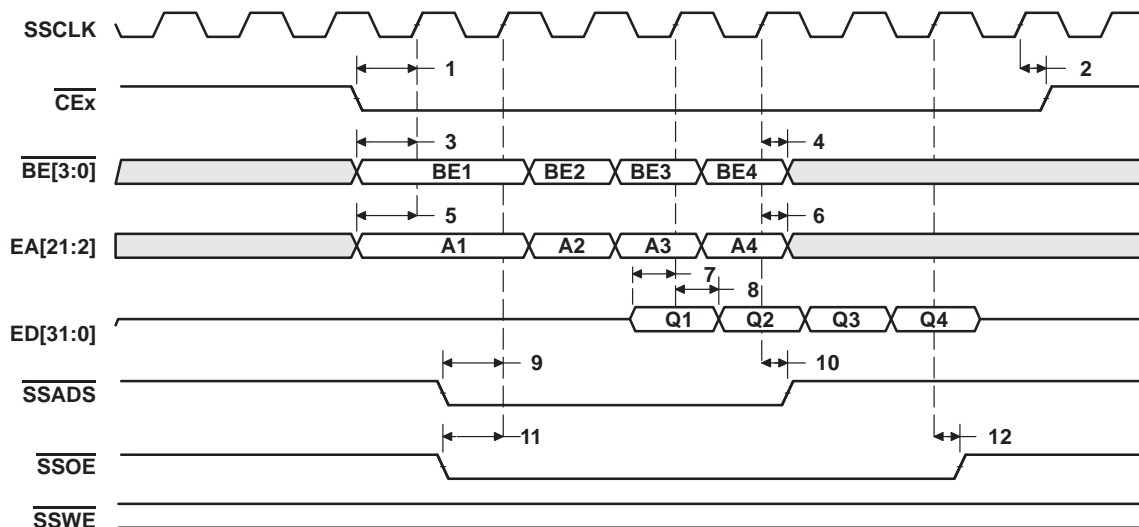 SSCLK
1 2
CEx
3 4
BE[3:0] BE1 BE2 BE3 BE4
5 6
EA[21:2] A1 A2 A3 A4
7 8
ED[31:0] Q1 Q2 Q3 Q4
9 10
SSADS
11 12
SSOE
SSWE